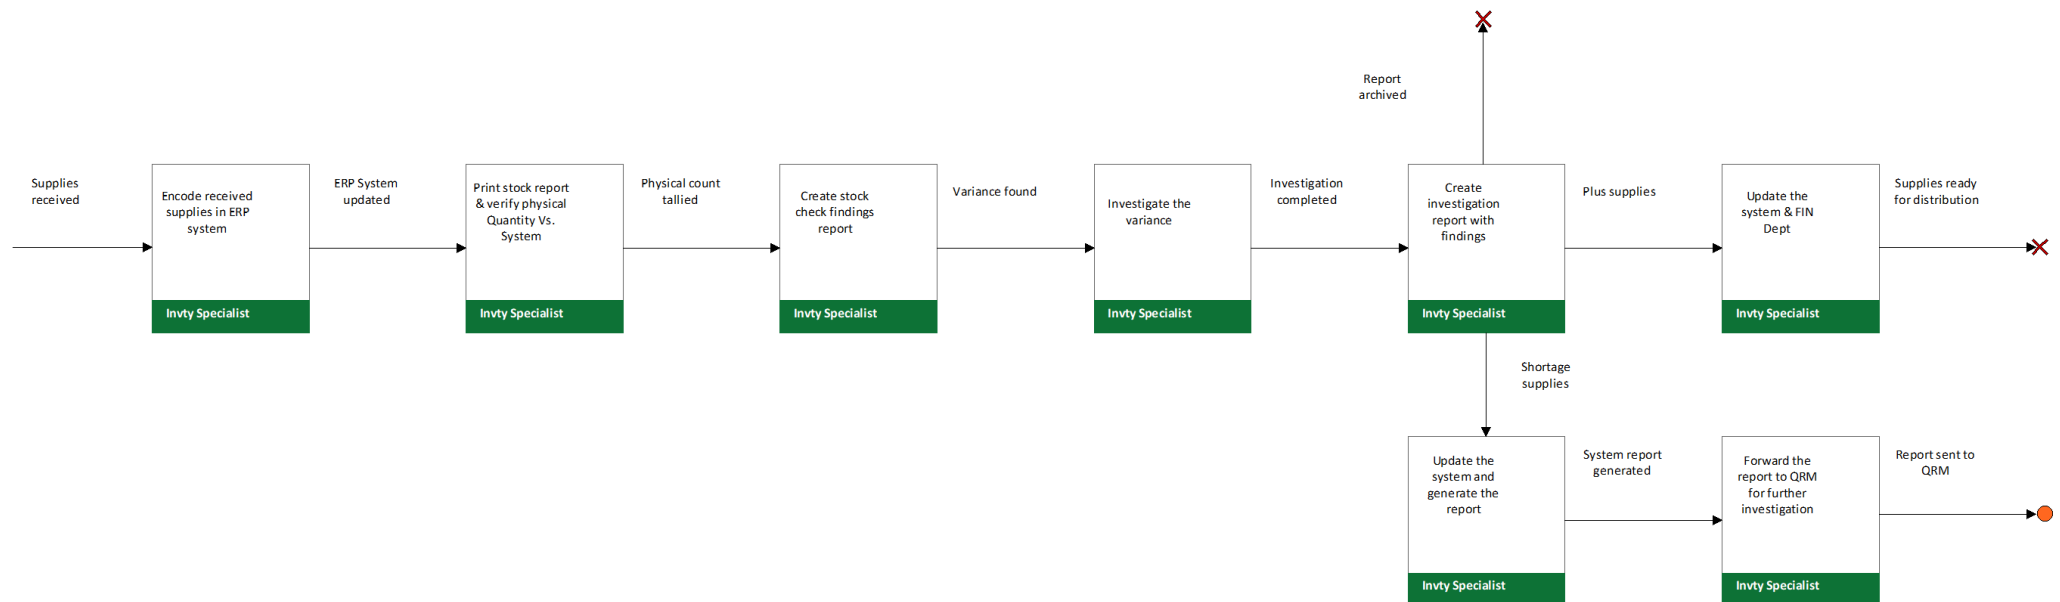 Report
archived
Supplies
received
Encode received
supplies in ERP
system
Invty Specialist
ERP System
updated
Print stock report
& verify physical
Quantity Vs.
System
Invty Specialist
Physical count
tallied
Create stock
check findings
report
Invty Specialist
Variance found
Investigate the
variance
Invty Specialist
Investigation
completed
Create
investigation
report with
findings
Invty Specialist
Plus supplies
Update the
system & FIN
Dept
Invty Specialist
Supplies ready
for distribution
Shortage
supplies
Update the
system and
generate the
report
Invty Specialist
System report
generated
Forward the
report to QRM
for further
investigation
Invty Specialist
Report sent to
QRM